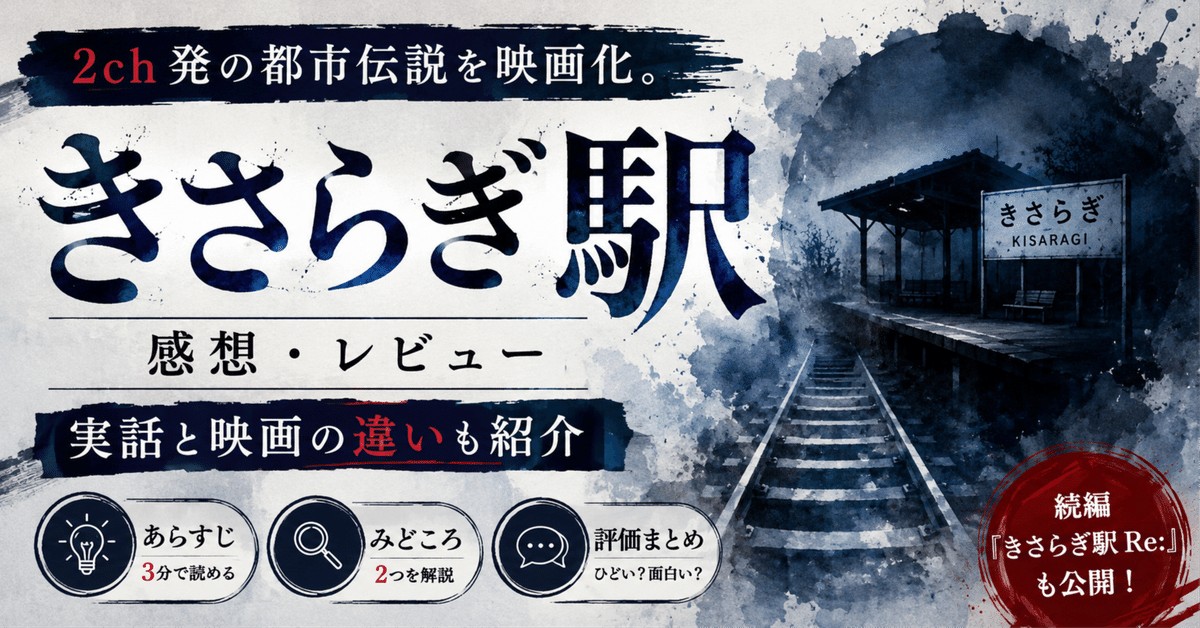 2ch発の都市伝説を映画化。
きさらぎ駅
感想・レビュー
実話と映画の違いも紹介
あらすじ
3分で読める
みどころ
2つを解説
評価まとめ
ひどい？面白い？
きさらぎ
KISARAGI
続編
『きさらぎ駅 Re:』
も公開！